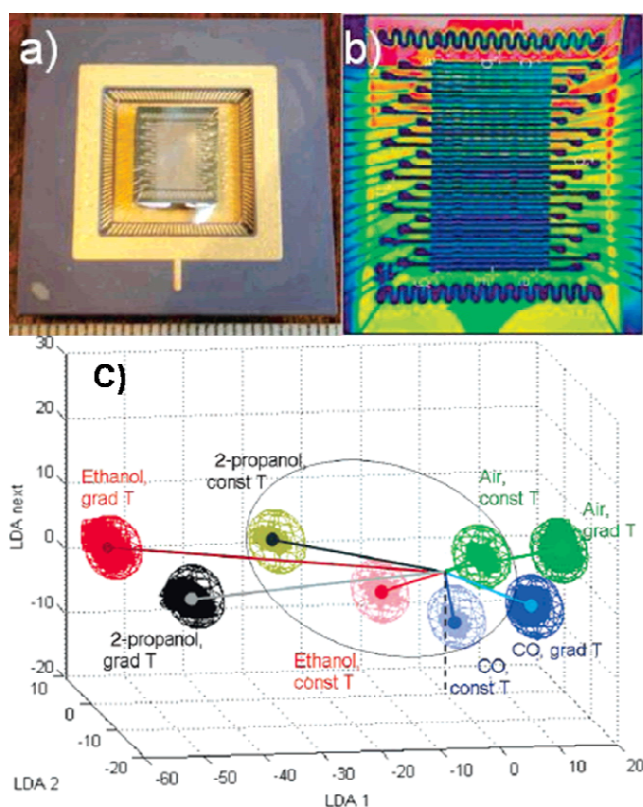 a)
b)
C)
30
20
10
0
-10
-20
LDA next
Ethanol,
grad T
2-propanol,
const T
Air,
const T
Air,
grad T
2-propanol,
grad T
Ethanol,
const T
CO,
const T
CO, grad T
10
0
-10
-20
LDA 2
-60
-50
-40
-30
-20
-10
0
10
20
LDA 1